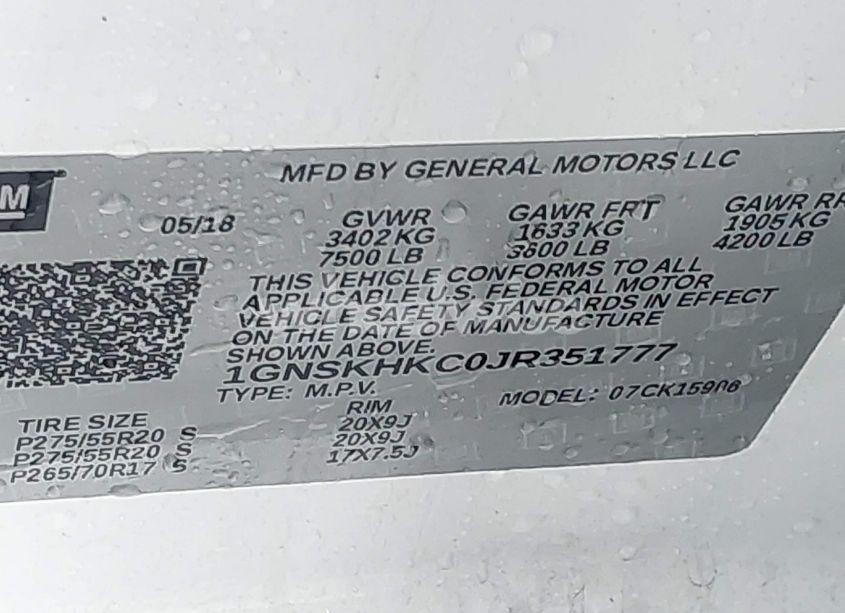 M
MFD BY GENERAL MOTORS LLC
05/18
GVWR GAWR FRT GAWR RR
3402 KG 1633 KG 1905 KG
7500 LB 3600 LB 4200 LB
THIS VEHICLE CONFORMS TO ALL
APPLICABLE U.S. FEDERAL MOTOR
VEHICLE SAFETY STANDARDS IN EFFECT
ON THE DATE OF MANUFACTURE
SHOWN ABOVE.
1GNSKHKC0JR351777
TYPE: M.P.V. MODEL: 07CK15906
TIRE SIZE RIM
P275/55R20 S 20X9J
P275/55R20 S 20X9J
P265/70R17 S 17X7.5J